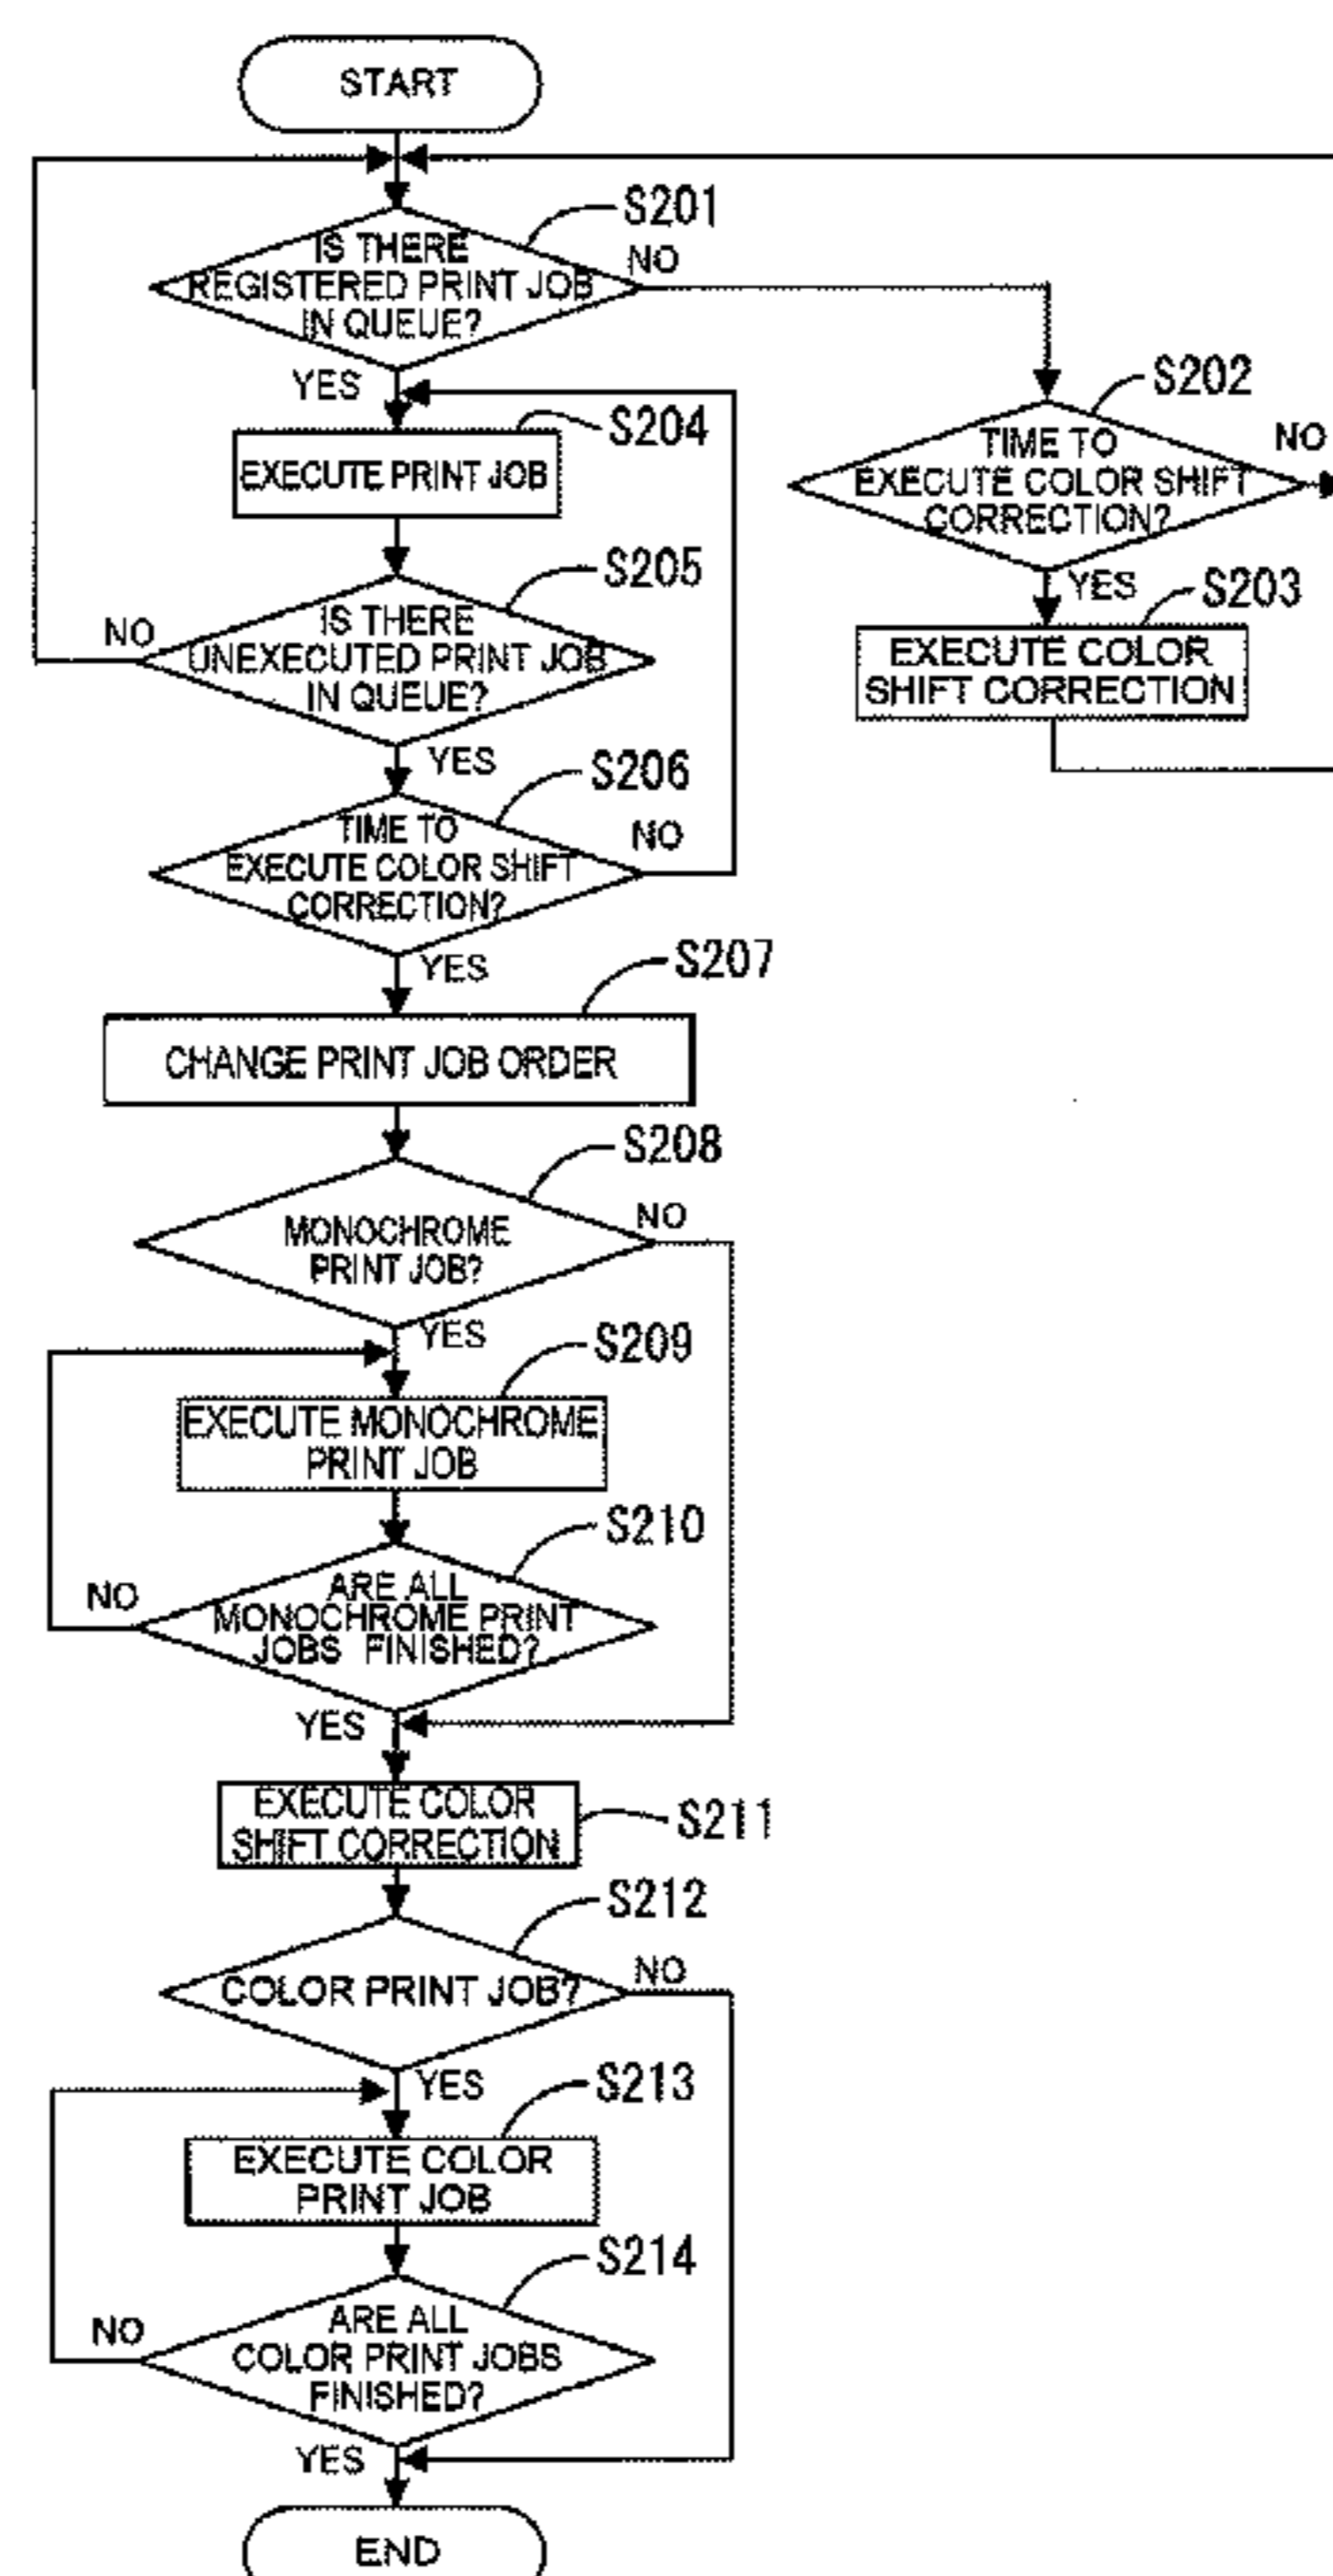 START
S201
IS THERE
REGISTERED PRINT JOB
IN QUEUE?
NO
YES
S202
TIME TO
EXECUTE COLOR SHIFT
CORRECTION?
NO
YES
S203
EXECUTE COLOR
SHIFT CORRECTION
S204
EXECUTE PRINT JOB
S205
IS THERE
UNEXECUTED PRINT JOB
IN QUEUE?
NO
YES
S206
TIME TO
EXECUTE COLOR SHIFT
CORRECTION?
NO
YES
S207
CHANGE PRINT JOB ORDER
S208
MONOCHROME
PRINT JOB?
NO
YES
S209
EXECUTE MONOCHROME
PRINT JOB
S210
ARE ALL
MONOCHROME PRINT
JOBS FINISHED?
NO
YES
S211
EXECUTE COLOR
SHIFT CORRECTION
S212
COLOR PRINT JOB?
NO
YES
S213
EXECUTE COLOR
PRINT JOB
S214
ARE ALL
COLOR PRINT JOBS
FINISHED?
NO
YES
END